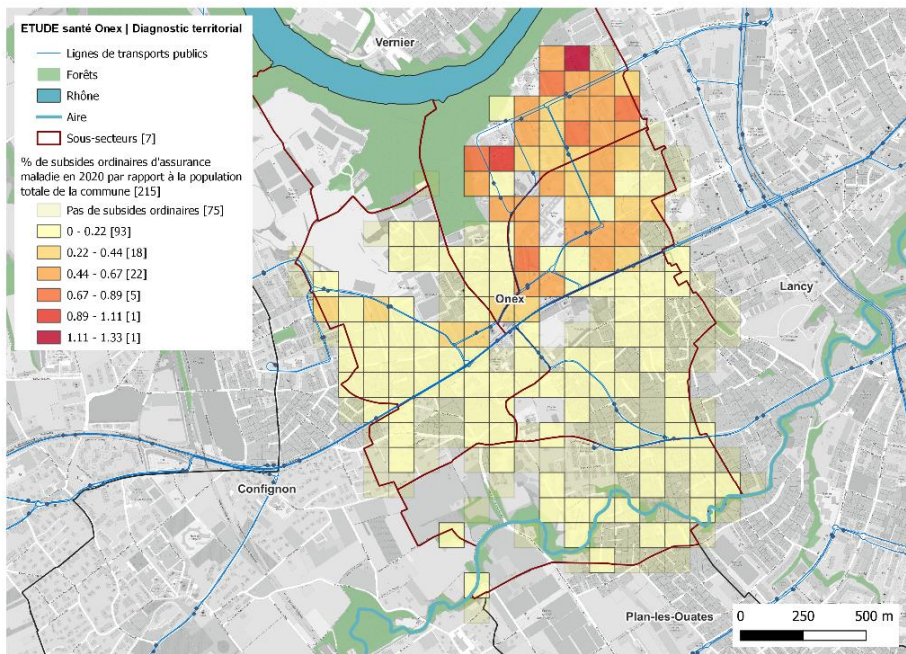 ETUDE santé Onex | Diagnostic territorial
Lignes de transports publics
Forêts
Rhône
Aire
Sous-secteurs [7]
% de subsides ordinaires d'assurance
maladie en 2020 par rapport à la population
totale de la commune [215]
Pas de subsides ordinaires [75]
0 - 0.22 [93]
0.22 - 0.44 [18]
0.44 - 0.67 [22]
0.67 - 0.89 [5]
0.89 - 1.11 [1]
1.11 - 1.33 [1]
Vernier
Lancy
Onex
Confignon
Plan-les-Ouates
0 250 500 m